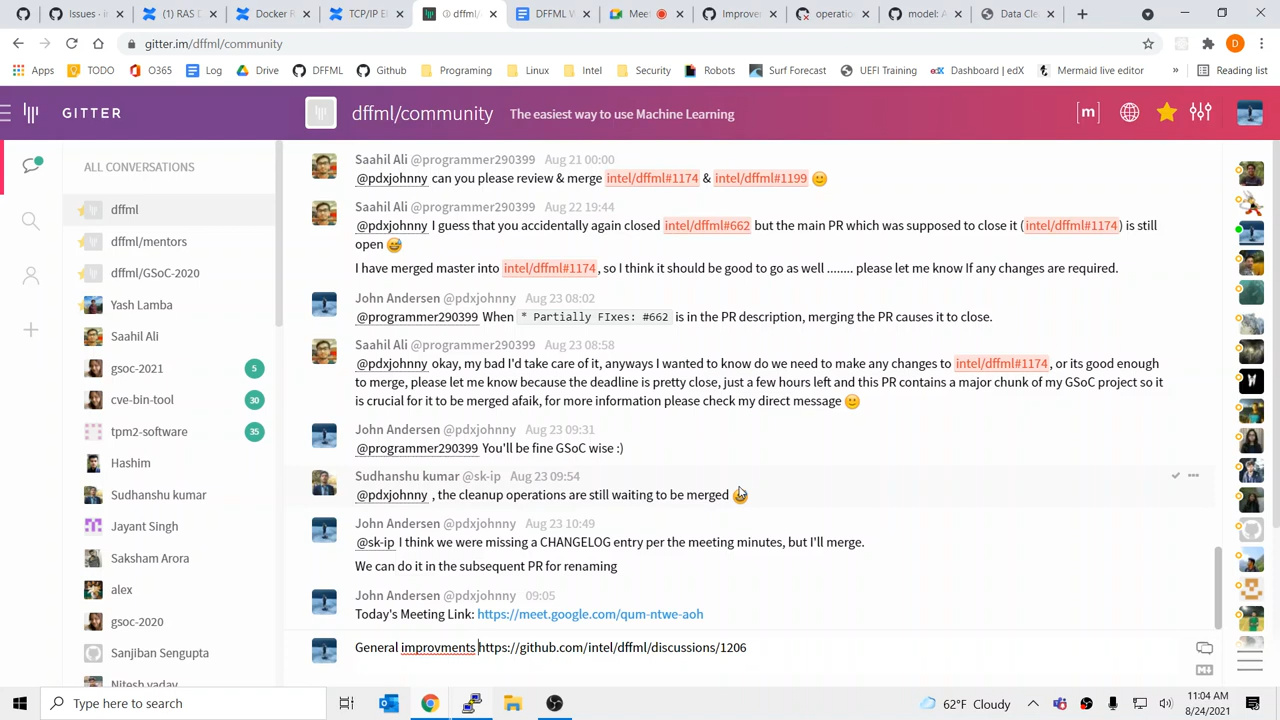 @ dffml/
DFFML W
Meet
Improver
Improver
operatio
model: A
Data Cle
gitter.im/dffml/community
D
Apps
TODO
O365
Log
Drive
DFFML
Github
Programing
Linux
Intel
Security
Robots
Surf Forecast
UEFI Training
Dashboard | edX
Mermaid live editor
»
Reading list
GITTER
dffml/community
The easiest way to use Machine Learning
[m]
ALL CONVERSATIONS
dffml
dffml/mentors
dffml/GSoC-2020
Yash Lamba
Saahil Ali
gsoc-2021 5
cve-bin-tool 30
tpm2-software 35
Hashim
Sudhanshu kumar
Jayant Singh
Saksham Arora
alex
gsoc-2020
Sanjiban Sengupta
Nitesh yadav
Saahil Ali @programmer290399 Aug 21 00:00
@pdxjohnny can you please review & merge intel/dffml#1174 & intel/dffml#1199 🙂
Saahil Ali @programmer290399 Aug 22 19:44
@pdxjohnny I guess that you accidentally again closed intel/dffml#662 but the main PR which was supposed to close it (intel/dffml#1174) is still
open 😅
I have merged master into intel/dffml#1174, so I think it should be good to go as well ........ please let me know If any changes are required.
John Andersen @pdxjohnny Aug 23 08:02
@programmer290399 When * Partially FIxes: #662 is in the PR description, merging the PR causes it to close.
Saahil Ali @programmer290399 Aug 23 08:58
@pdxjohnny okay, my bad I'd take care of it, anyways I wanted to know do we need to make any changes to intel/dffml#1174, or its good enough
to merge, please let me know because the deadline is pretty close, just a few hours left and this PR contains a major chunk of my GSoC project so it
is crucial for it to be merged afaik, for more information please check my direct message 🙂
John Andersen @pdxjohnny Aug 23 09:31
@programmer290399 You'll be fine GSoC wise :)
Sudhanshu kumar @sk-ip Aug 23 09:54
@pdxjohnny , the cleanup operations are still waiting to be merged
John Andersen @pdxjohnny Aug 23 10:49
@sk-ip I think we were missing a CHANGELOG entry per the meeting minutes, but I'll merge.
We can do it in the subsequent PR for renaming
John Andersen @pdxjohnny 09:05
Today's Meeting Link: https://meet.google.com/qum-ntwe-aoh
General improvments https://github.com/intel/dffml/discussions/1206
Type here to search
62°F Cloudy
11:04 AM
8/24/2021